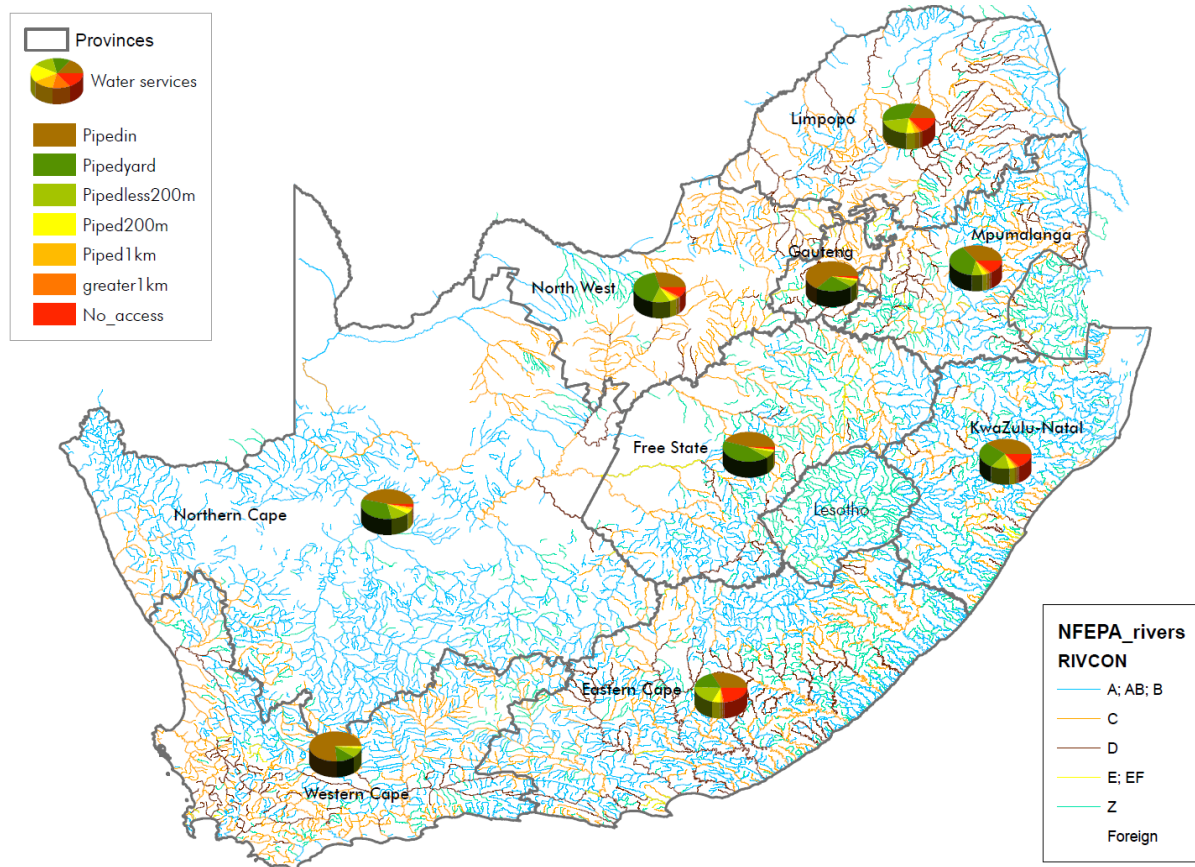 Provinces
Water services
Pipedin
Pipedyard
Pipedless200m
Piped200m
Piped1km
greater1km
No_access
Limpopo
Mpumalanga
Gauteng
North West
KwaZulu-Natal
Free State
Lesotho
Northern Cape
Eastern Cape
Western Cape
NFEPA_rivers
RIVCON
A; AB; B
C
D
E; EF
Z
Foreign